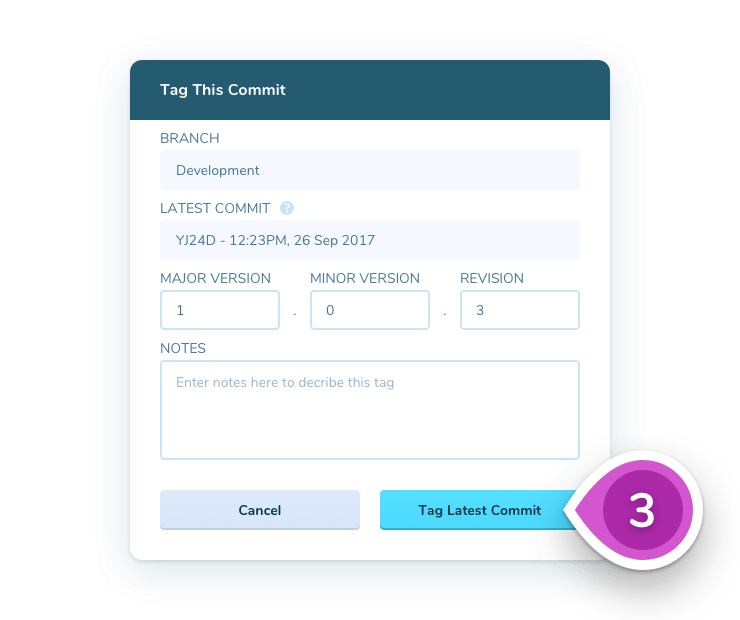 Tag This Commit
BRANCH
Development
LATEST COMMIT ?
YJ24D - 12:23PM, 26 Sep 2017
MAJOR VERSION MINOR VERSION REVISION
1 . 0 . 3
NOTES
Enter notes here to decribe this tag
Cancel Tag Latest Commit 3